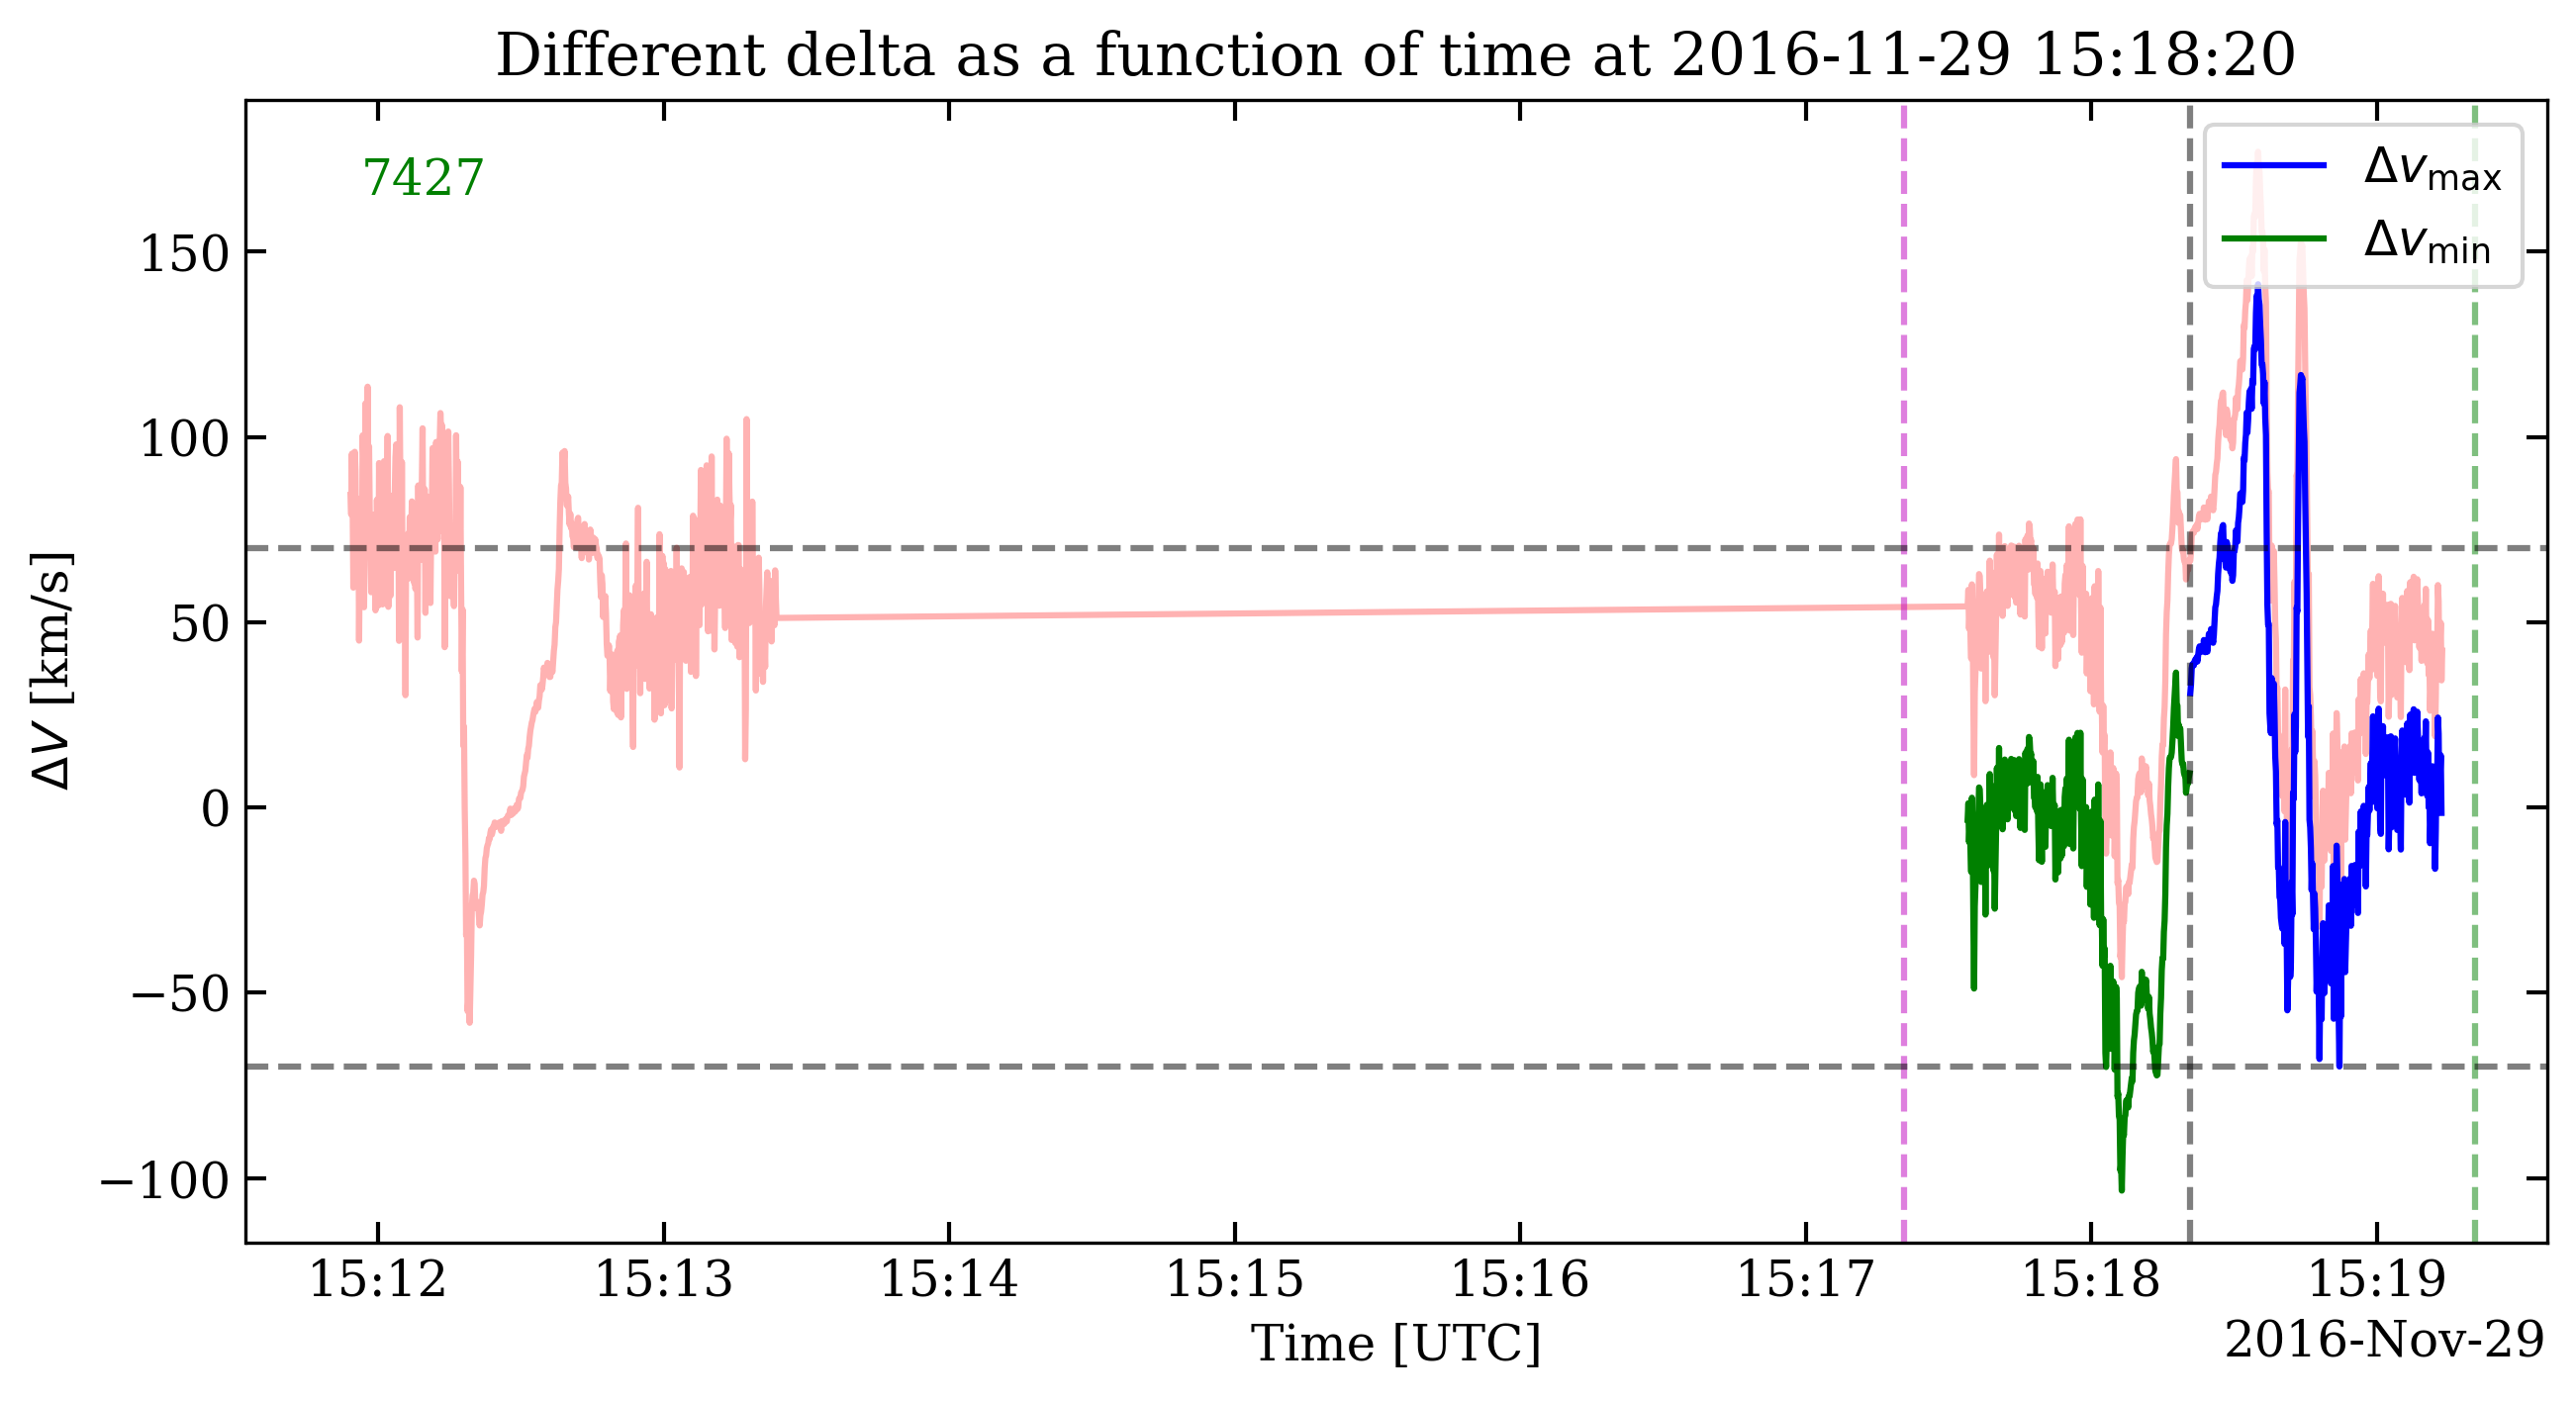 Different delta as a function of time at 2016-11-29 15:18:20
7427
Δv_max
Δv_min
150
100
50
0
−50
−100
ΔV [km/s]
15:12 15:13 15:14 15:15 15:16 15:17 15:18 15:19
Time [UTC]
2016-Nov-29